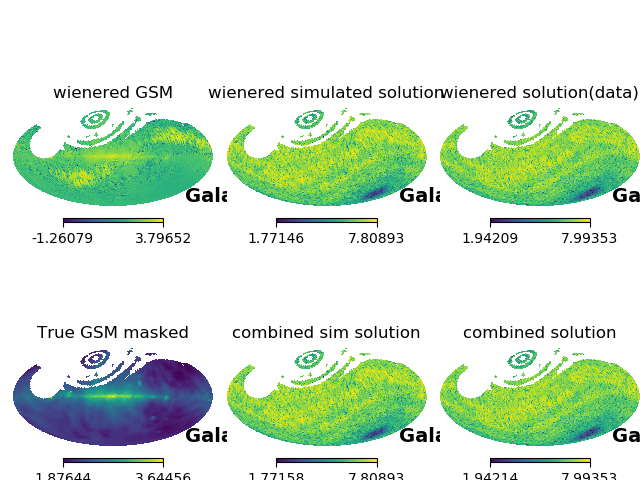 wienered GSM wienered simulated solution wienered solution(data)
Gala Gala Ga
-1.26079 3.79652 1.77146 7.80893 1.94209 7.99353
True GSM masked combined sim solution combined solution
Gala Gala Ga
1.87644 3.64456 1.77158 7.80893 1.94214 7.99353